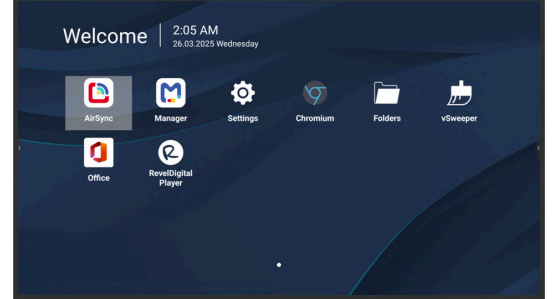 Welcome
2:05 AM
26.03.2025 Wednesday
AirSync
Manager
Settings
Chromium
Folders
vSweeper
Office
RevelDigital
Player